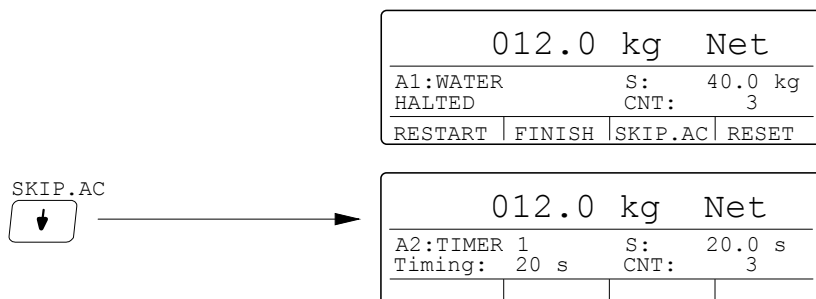 012.0 kg Net
A1:WATER S: 40.0 kg
HALTED CNT: 3
RESTART FINISH SKIP.AC RESET
SKIP.AC
012.0 kg Net
A2:TIMER 1 S: 20.0 s
Timing: 20 s CNT: 3